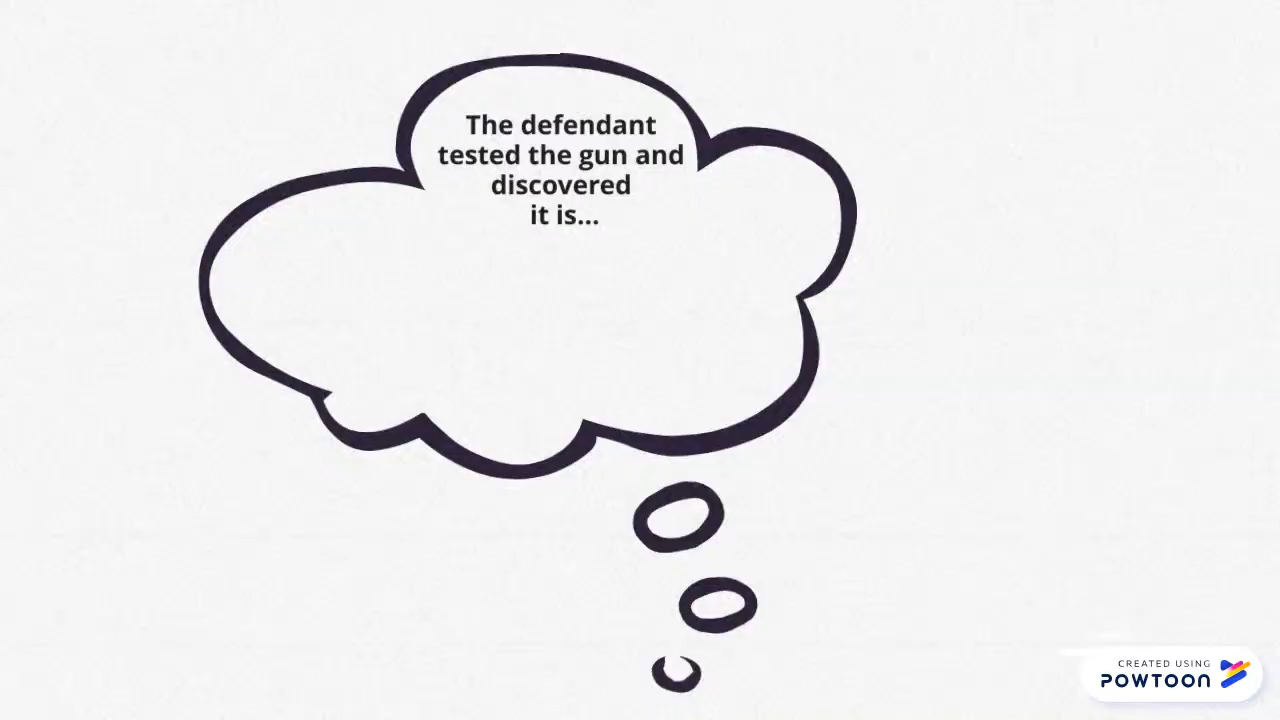 The defendant
tested the gun and
discovered
it is...
CREATED USING
POWTOON